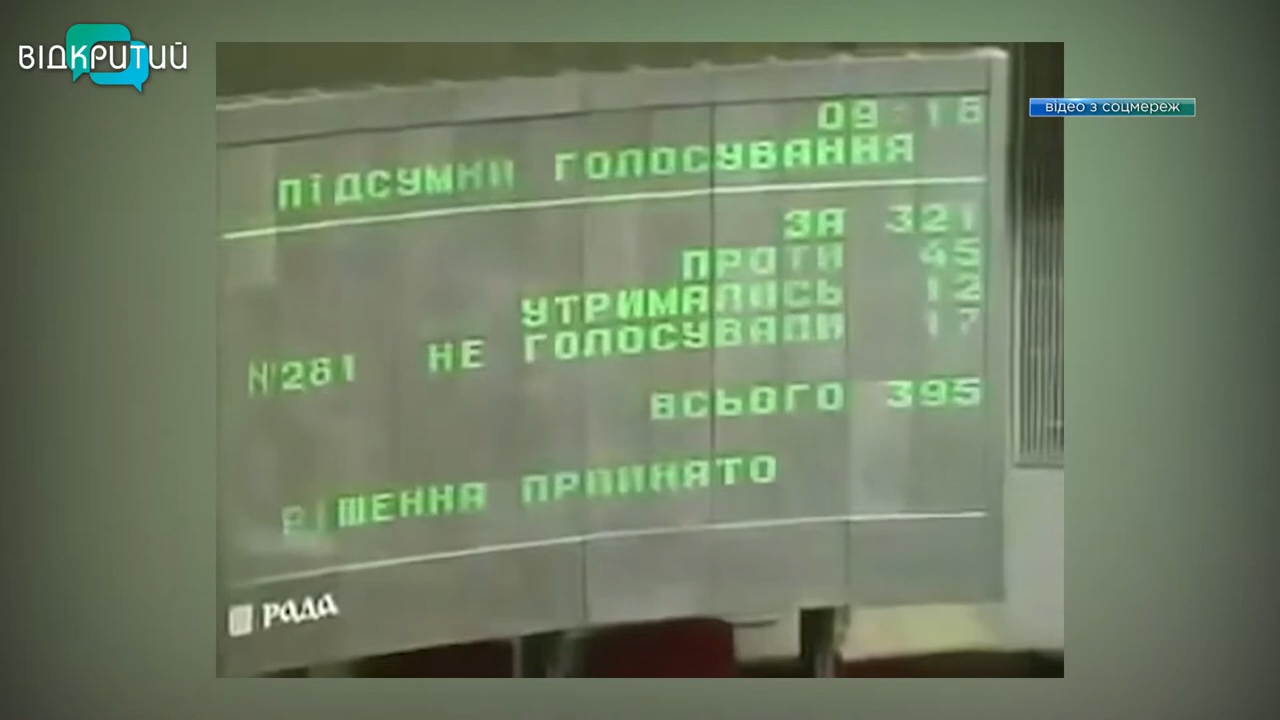 ВІДКРИТИЙ
відео з соцмереж
09:18
ПІДСУМКИ ГОЛОСУВАННЯ
ЗА 321
ПРОТИ 45
УТРИМАЛИСЬ 12
№281 НЕ ГОЛОСУВАЛИ 17
ВСЬОГО 395
РІШЕННЯ ПРИЙНЯТО
РАДА